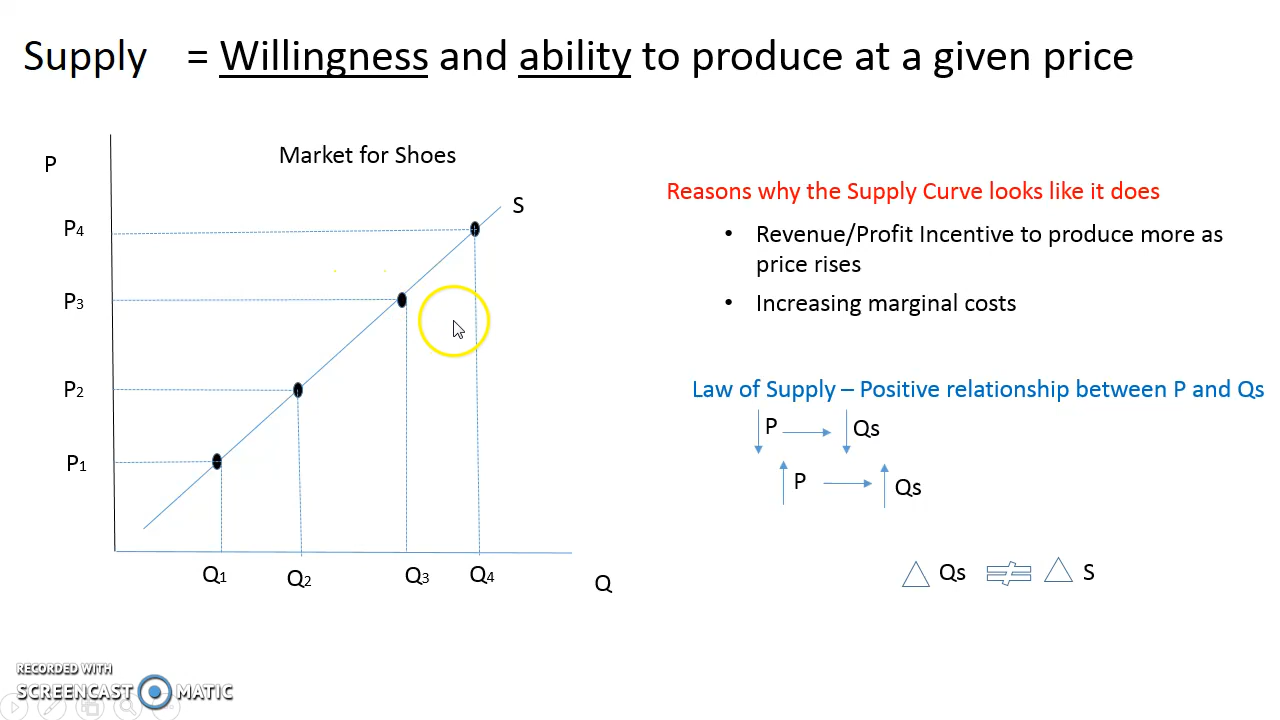 Supply = Willingness and ability to produce at a given price
Market for Shoes
P
P4
P3
P2
P1
S
Q1 Q2 Q3 Q4
Q
Reasons why the Supply Curve looks like it does
• Revenue/Profit Incentive to produce more as
price rises
• Increasing marginal costs
Law of Supply – Positive relationship between P and Qs
↓ P → ↓ Qs
↑ P → ↑ Qs
△ Qs ≠ △ S
RECORDED WITH
SCREENCAST MATIC